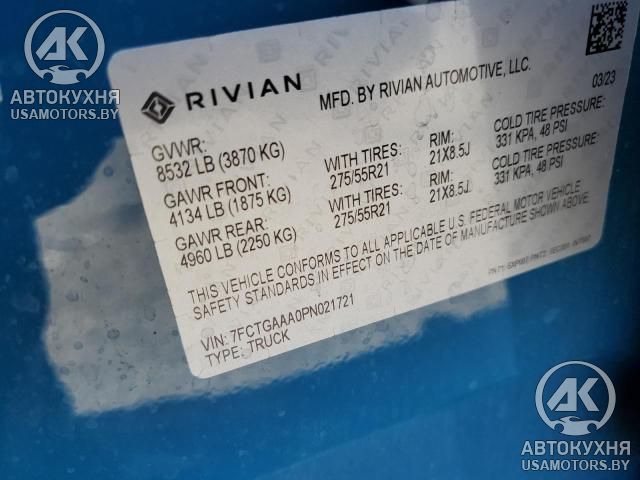 АВТОКУХНЯ
USAMOTORS.BY
RIVIAN
MFD. BY RIVIAN AUTOMOTIVE, LLC.
03/23
GVWR:
8532 LB (3870 KG)
GAWR FRONT:
4134 LB (1875 KG)
WITH TIRES:
275/55R21
RIM:
21X8.5J
COLD TIRE PRESSURE:
331 KPA, 48 PSI
GAWR REAR:
4960 LB (2250 KG)
WITH TIRES:
275/55R21
RIM:
21X8.5J
COLD TIRE PRESSURE:
331 KPA, 48 PSI
THIS VEHICLE CONFORMS TO ALL APPLICABLE U.S. FEDERAL MOTOR VEHICLE
SAFETY STANDARDS IN EFFECT ON THE DATE OF MANUFACTURE SHOWN ABOVE.
VIN: 7FCTGAAA0PN021721
TYPE: TRUCK
АВТОКУХНЯ
USAMOTORS.BY